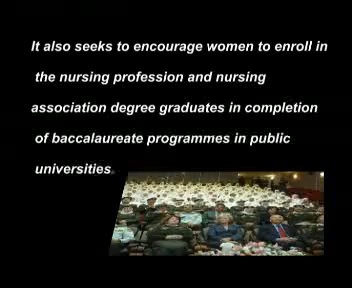 It also seeks to encourage women to enroll in
the nursing profession and nursing
association degree graduates in completion
of baccalaureate programmes in public
universities.